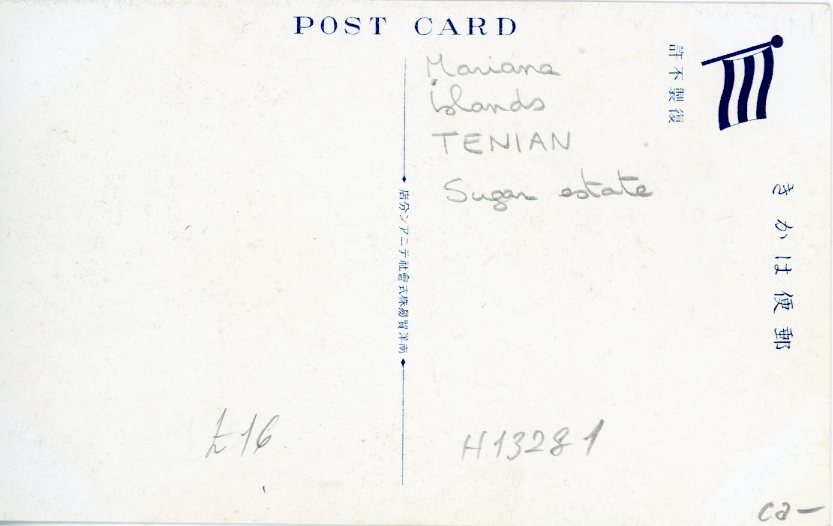 POST CARD
Mariana
islands
TENIAN
Sugar estate
復製不許
郵便はかき
南洋貿易株式會社テニアン分店
£16
H13281
ca-